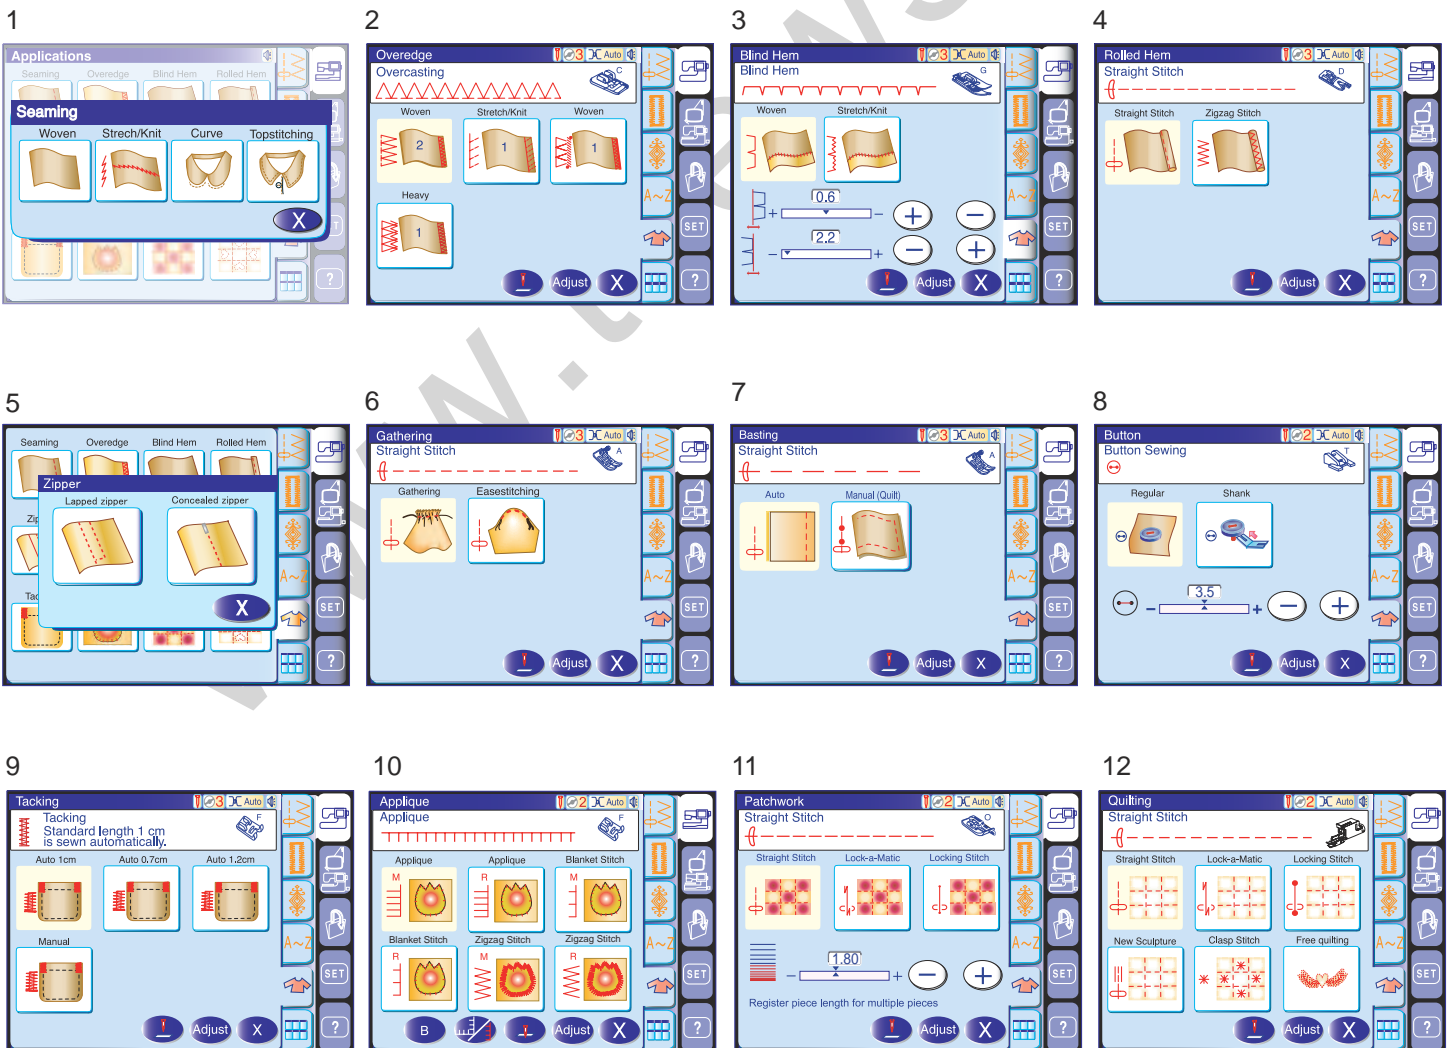 1
Applications
Seaming Overedge Blind Hem Rolled Hem
Seaming
Woven Strech/Knit Curve Topstitching
X
SET
?
2
Overedge 3 Auto
Overcasting C
Woven Stretch/Knit Woven
2 1 1
Heavy
1
A~Z
SET
Adjust X ?
3
Blind Hem 3 Auto
Blind Hem G
Woven Stretch/Knit
A~Z
0.6
+ - + −
SET
2.2
- + − +
Adjust X ?
4
Rolled Hem 3 Auto
Straight Stitch D
Straight Stitch Zigzag Stitch
A~Z
SET
Adjust X ?
5
Seaming Overedge Blind Hem Rolled Hem
Zipper
Lapped zipper Concealed zipper
Zip
A~Z
Tac
X
SET
?
6
Gathering 3 Auto
Straight Stitch A
Gathering Easestitching
A~Z
SET
Adjust X ?
7
Basting 3 Auto
Straight Stitch A
Auto Manual (Quilt)
A~Z
SET
Adjust X ?
8
Button 2 Auto
Button Sewing T
Regular Shank
A~Z
3.5
- + − +
SET
Adjust X ?
9
Tacking 3 Auto
Tacking F
Standard length 1 cm
is sewn automatically.
Auto 1cm Auto 0.7cm Auto 1.2cm
Manual
A~Z
SET
Adjust X ?
10
Applique 2 Auto
Applique F
Applique Applique Blanket Stitch
M R M
Blanket Stitch Zigzag Stitch Zigzag Stitch
R M R
A~Z
SET
B Adjust X ?
11
Patchwork 2 Auto
Straight Stitch O
Straight Stitch Lock-a-Matic Locking Stitch
A~Z
1.80
- + − +
SET
Register piece length for multiple pieces
Adjust X ?
12
Quilting 2 Auto
Straight Stitch
Straight Stitch Lock-a-Matic Locking Stitch
New Sculpture Clasp Stitch Free quilting
A~Z
SET
Adjust X ?